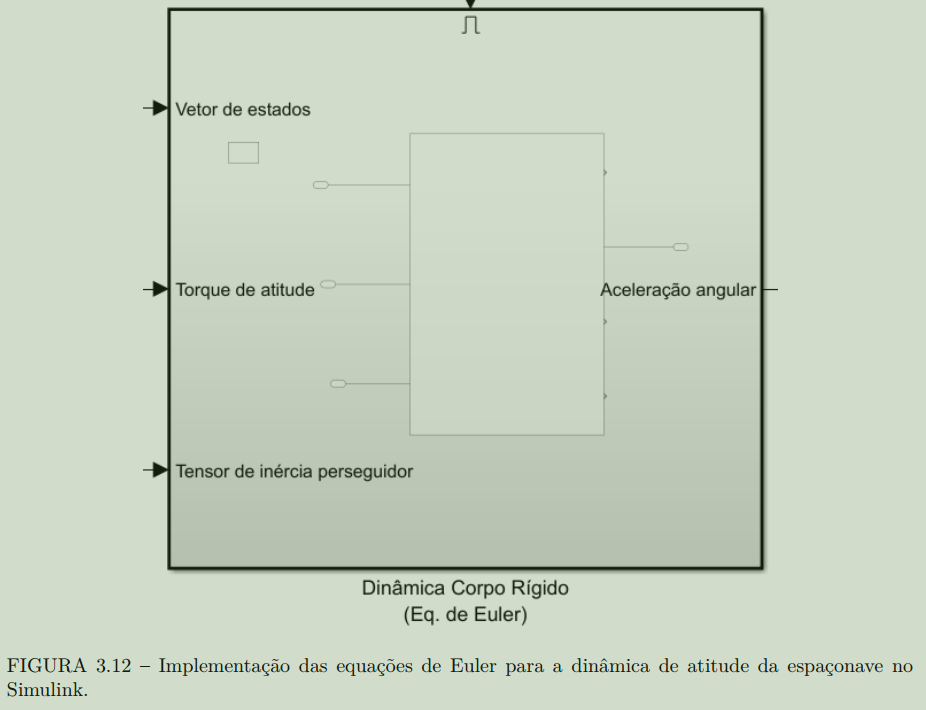 Vetor de estados
Torque de atitude
Aceleração angular
Tensor de inércia perseguidor
Dinâmica Corpo Rígido
(Eq. de Euler)
FIGURA 3.12 – Implementação das equações de Euler para a dinâmica de atitude da espaçonave no
Simulink.